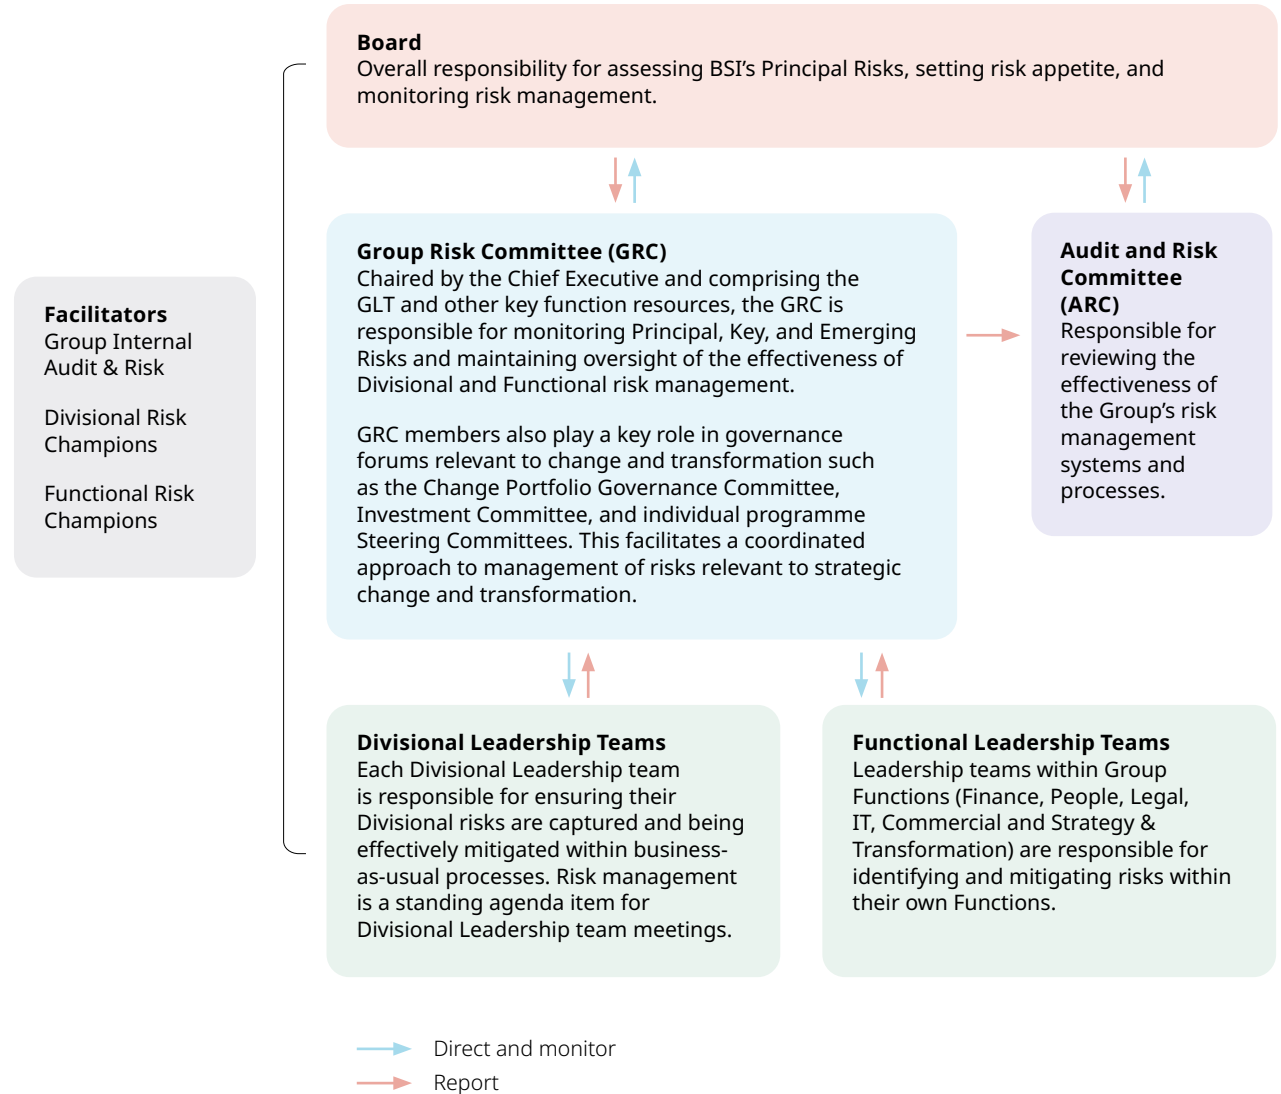 Board
Overall responsibility for assessing BSI’s Principal Risks, setting risk appetite, and
monitoring risk management.
Facilitators
Group Internal
Audit & Risk
Divisional Risk
Champions
Functional Risk
Champions
Group Risk Committee (GRC)
Chaired by the Chief Executive and comprising the
GLT and other key function resources, the GRC is
responsible for monitoring Principal, Key, and Emerging
Risks and maintaining oversight of the effectiveness of
Divisional and Functional risk management.
GRC members also play a key role in governance
forums relevant to change and transformation such
as the Change Portfolio Governance Committee,
Investment Committee, and individual programme
Steering Committees. This facilitates a coordinated
approach to management of risks relevant to strategic
change and transformation.
Audit and Risk
Committee
(ARC)
Responsible for
reviewing the
effectiveness of
the Group’s risk
management
systems and
processes.
Divisional Leadership Teams
Each Divisional Leadership team
is responsible for ensuring their
Divisional risks are captured and being
effectively mitigated within business-
as-usual processes. Risk management
is a standing agenda item for
Divisional Leadership team meetings.
Functional Leadership Teams
Leadership teams within Group
Functions (Finance, People, Legal,
IT, Commercial and Strategy &
Transformation) are responsible for
identifying and mitigating risks within
their own Functions.
Direct and monitor
Report